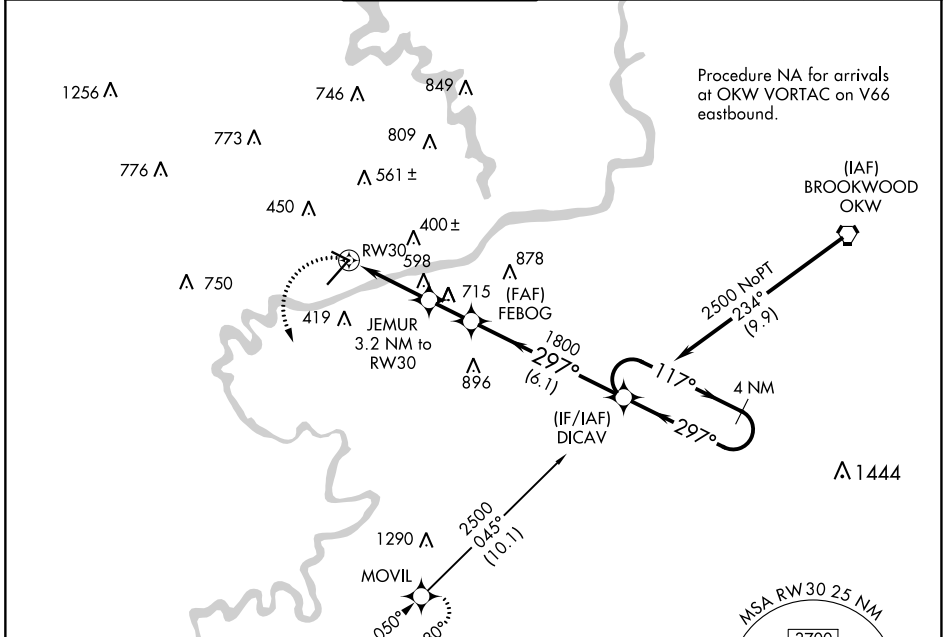 Procedure NA for arrivals
at OKW VORTAC on V66
eastbound.
1256
746
849
773
809
776
561 ±
(IAF)
BROOKWOOD
OKW
450
400 ±
RW30
598
878
750
715
(FAF)
FEBOG
2500 NoPT
234°
(9.9)
419
JEMUR
3.2 NM to
RW30
1800
297°
(6.1)
896
117°
4 NM
(IF/IAF)
DICAV
297°
1444
2500
045°
(10.1)
1290
MOVIL
050°
MSA RW 30 25 NM